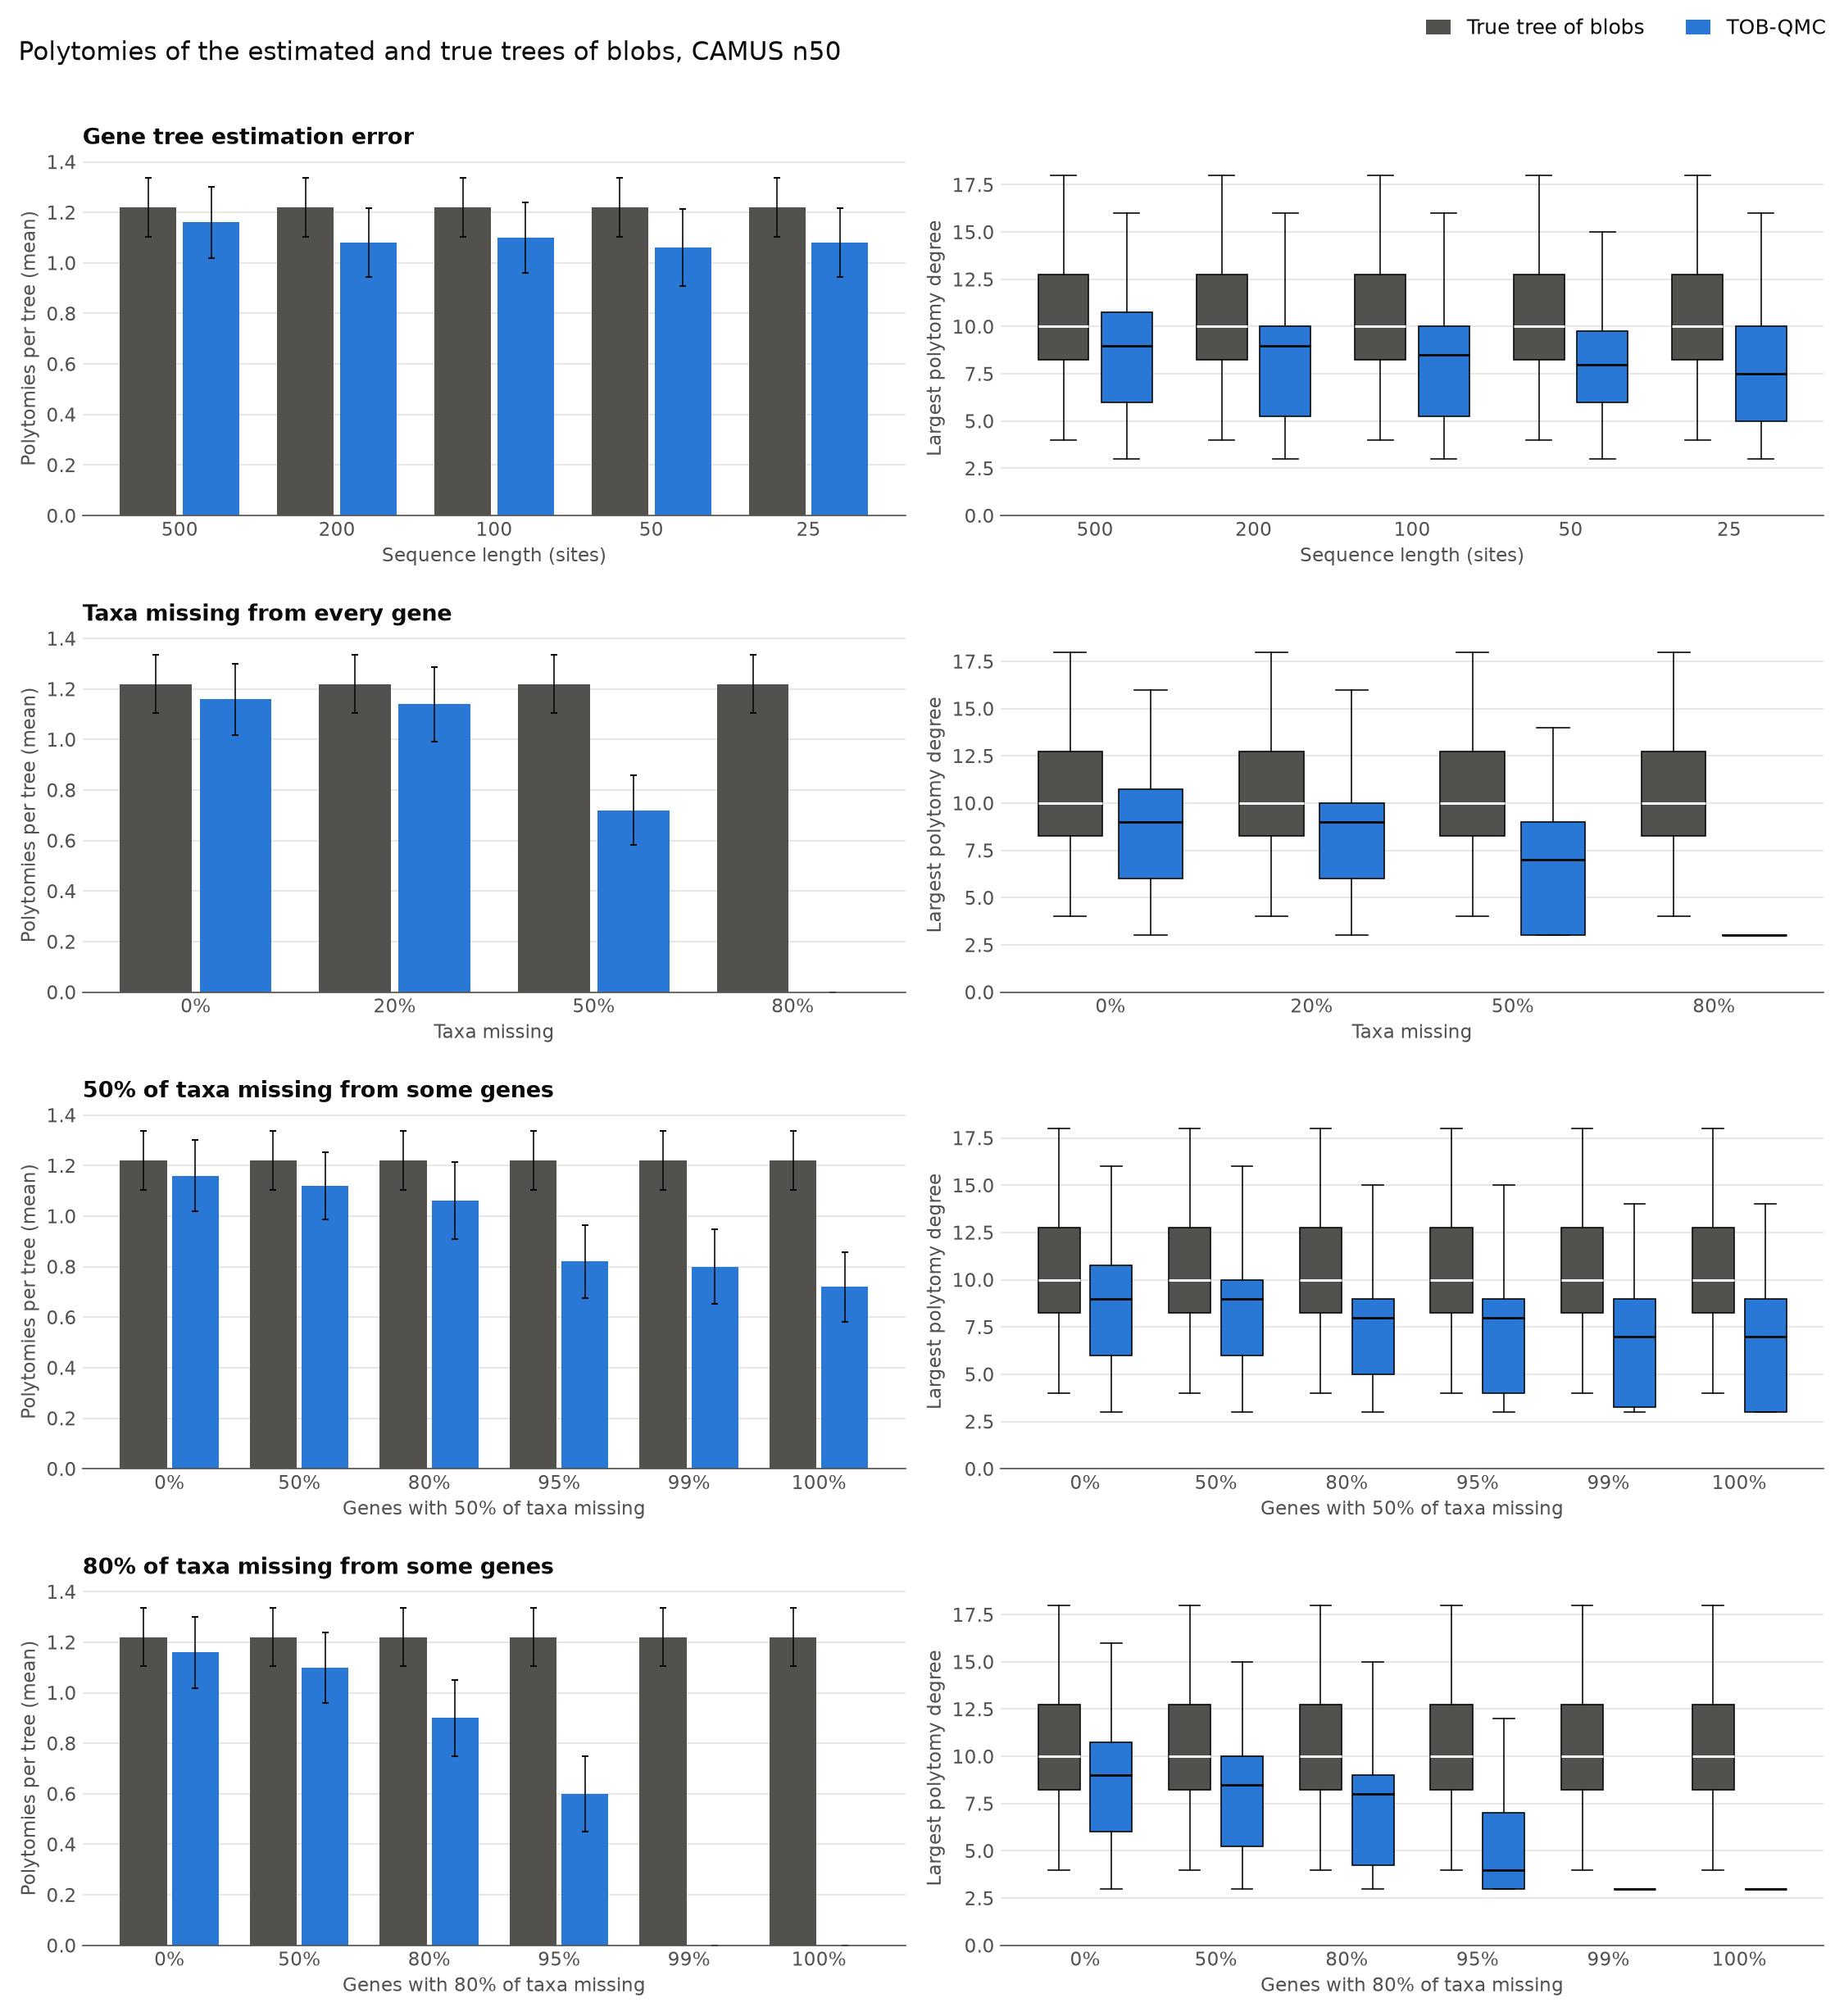 True tree of blobs TOB-QMC
Polytomies of the estimated and true trees of blobs, CAMUS n50
Gene tree estimation error
Polytomies per tree (mean)
1.4
1.2
1.0
0.8
0.6
0.4
0.2
0.0
500 200 100 50 25
Sequence length (sites)
Largest polytomy degree
17.5
15.0
12.5
10.0
7.5
5.0
2.5
0.0
500 200 100 50 25
Sequence length (sites)
Taxa missing from every gene
Polytomies per tree (mean)
1.4
1.2
1.0
0.8
0.6
0.4
0.2
0.0
0% 20% 50% 80%
Taxa missing
Largest polytomy degree
17.5
15.0
12.5
10.0
7.5
5.0
2.5
0.0
0% 20% 50% 80%
Taxa missing
50% of taxa missing from some genes
Polytomies per tree (mean)
1.4
1.2
1.0
0.8
0.6
0.4
0.2
0.0
0% 50% 80% 95% 99% 100%
Genes with 50% of taxa missing
Largest polytomy degree
17.5
15.0
12.5
10.0
7.5
5.0
2.5
0.0
0% 50% 80% 95% 99% 100%
Genes with 50% of taxa missing
80% of taxa missing from some genes
Polytomies per tree (mean)
1.4
1.2
1.0
0.8
0.6
0.4
0.2
0.0
0% 50% 80% 95% 99% 100%
Genes with 80% of taxa missing
Largest polytomy degree
17.5
15.0
12.5
10.0
7.5
5.0
2.5
0.0
0% 50% 80% 95% 99% 100%
Genes with 80% of taxa missing